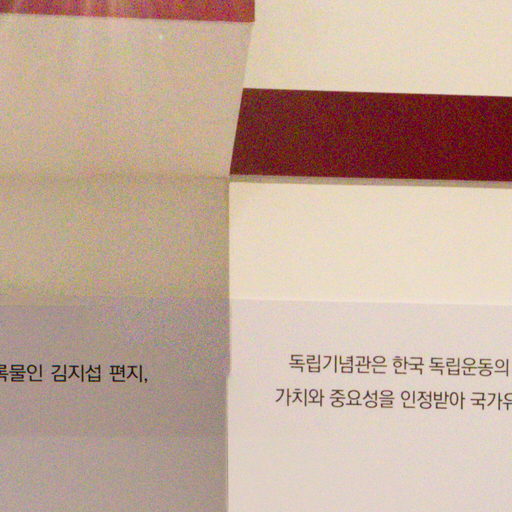 록물인 김지섭 편지,
독립기념관은 한국 독립운동의
가치와 중요성을 인정받아 국가유